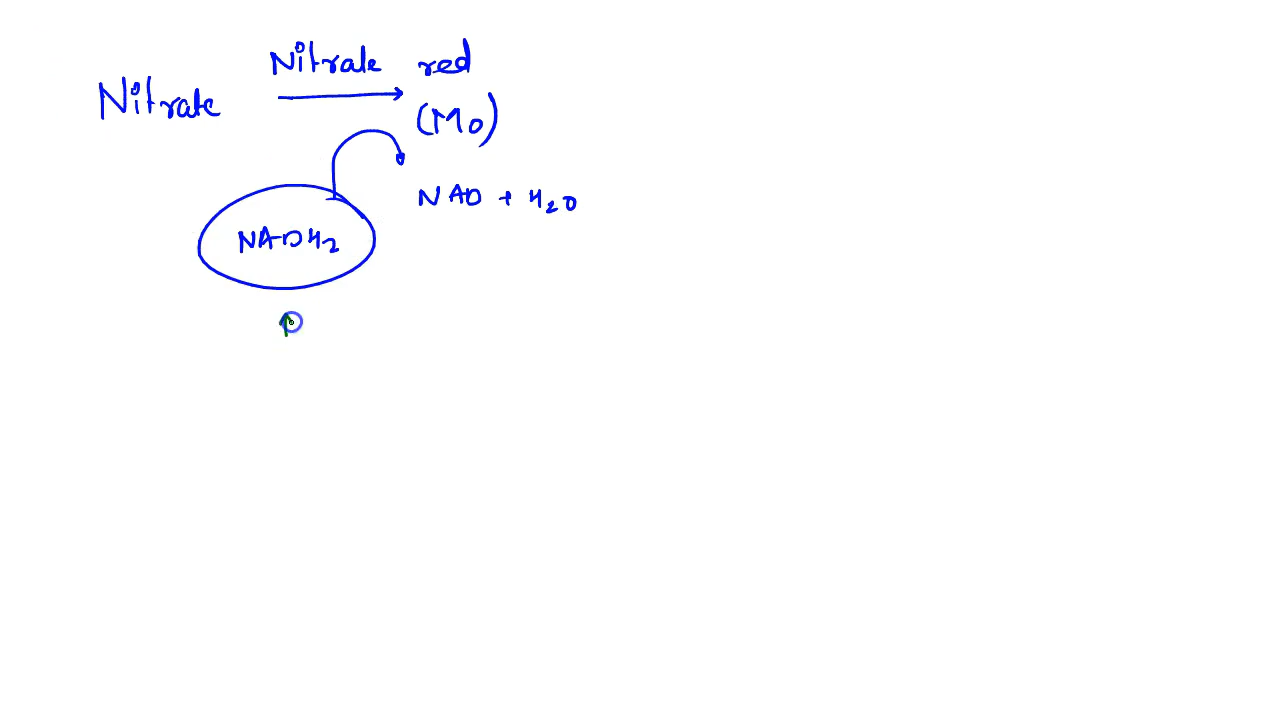 Nitrate red
Nitrate
(Mo)
NAD + H2O
NADH2